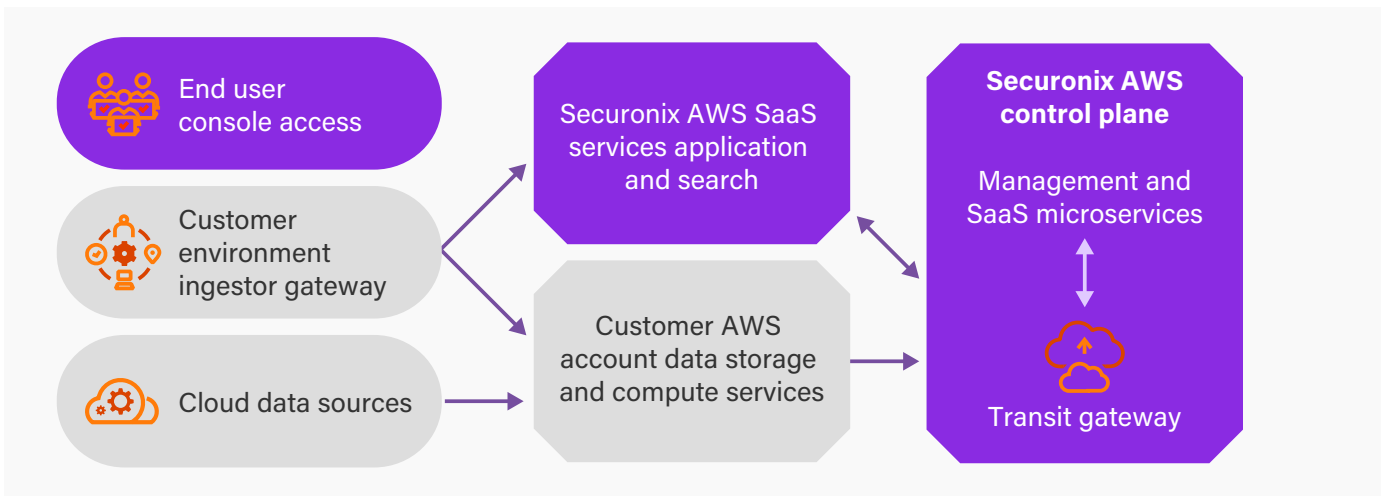 End user
console access
Customer
environment
ingestor gateway
Cloud data sources
Securonix AWS SaaS
services application
and search
Customer AWS
account data storage
and compute services
Securonix AWS
control plane
Management and
SaaS microservices
Transit gateway